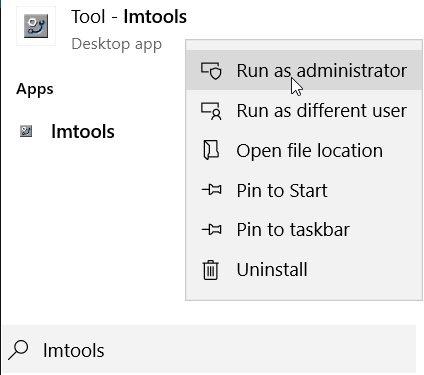 Tool - lmtools
Desktop app
Run as administrator
Apps
Run as different user
lmtools
Open file location
Pin to Start
Pin to taskbar
Uninstall
lmtools